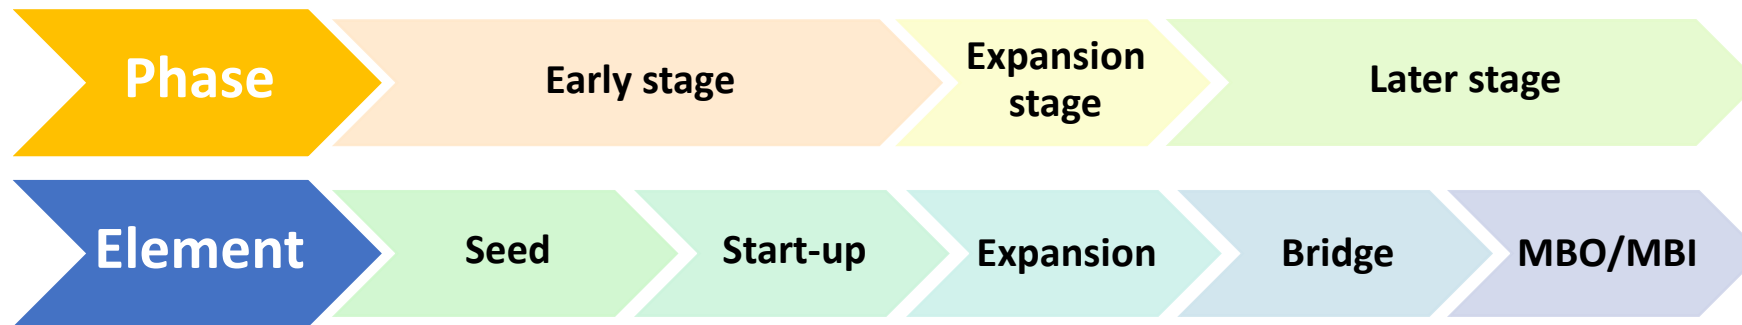 Phase
Early stage
Expansion
stage
Later stage
Element
Seed
Start-up
Expansion
Bridge
MBO/MBI